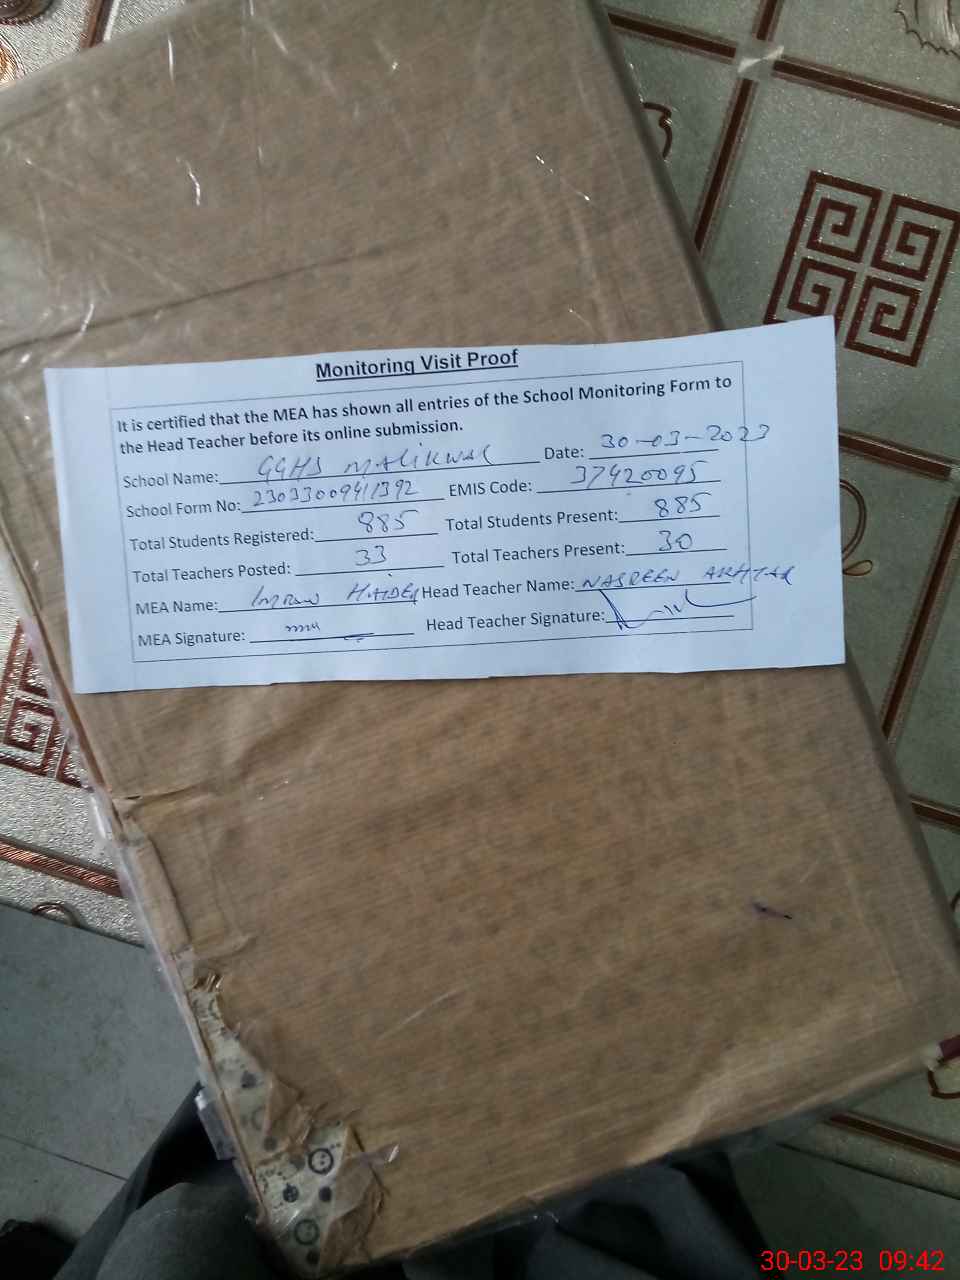 Monitoring Visit Proof
It is certified that the MEA has shown all entries of the School Monitoring Form to
the Head Teacher before its online submission.
School Name: GGHS MALIKWAL Date: 30-03-2023
School Form No: 23033009411392 EMIS Code: 37420095
Total Students Registered: 885 Total Students Present: 885
Total Teachers Posted: 33 Total Teachers Present: 30
MEA Name: IMRAN HAIDER Head Teacher Name: NASREEN AKHTAR
MEA Signature: Head Teacher Signature:
30-03-23 09:42